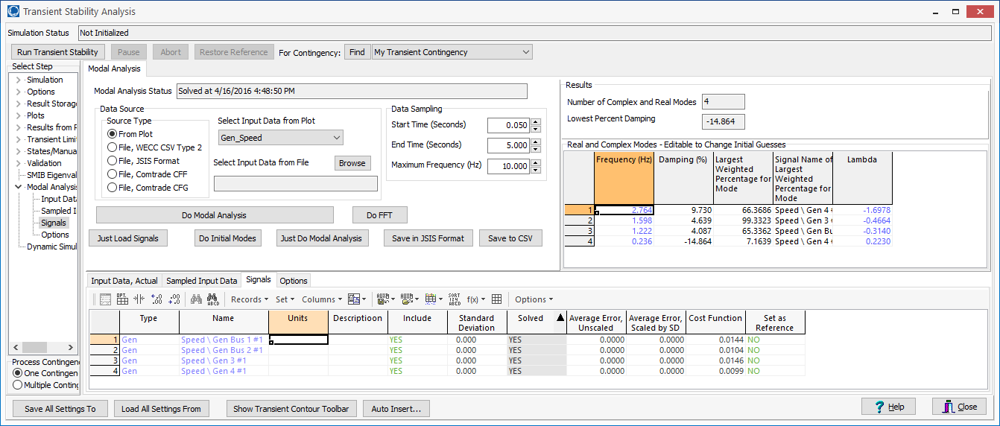 Transient Stability Analysis
Simulation Status Not Initialized
Run Transient Stability Pause Abort Restore Reference For Contingency: Find My Transient Contingency
Select Step
Simulation
Options
Result Storage
Plots
Results from R
Transient Limi
States/Manua
Validation
SMIB Eigenval
Modal Analysis
Input Data
Sampled I
Signals
Options
Dynamic Simu
Process Contingen
One Contingen
Multiple Conting
Modal Analysis
Modal Analysis Status Solved at 4/16/2016 4:48:50 PM
Data Source
Source Type
From Plot
File, WECC CSV Type 2
File, JSIS Format
File, Comtrade CFF
File, Comtrade CFG
Select Input Data from Plot
Gen_Speed
Select Input Data from File Browse
Data Sampling
Start Time (Seconds) 0.050
End Time (Seconds) 5.000
Maximum Frequency (Hz) 10.000
Do Modal Analysis Do FFT
Just Load Signals Do Initial Modes Just Do Modal Analysis Save in JSIS Format Save to CSV
Results
Number of Complex and Real Modes 4
Lowest Percent Damping -14.864
Real and Complex Modes - Editable to Change Initial Guesses
Frequency (Hz) Damping (%) Largest Weighted Percentage for Mode Signal Name of Largest Weighted Percentage for Mode Lambda
1 2.764 9.730 66.3686 Speed \ Gen 4 # -1.6978
2 1.598 4.639 99.3323 Speed \ Gen 3 # -0.4664
3 1.222 4.087 65.3362 Speed \ Gen Bu -0.3140
4 0.236 -14.864 7.1639 Speed \ Gen 4 # 0.2230
Input Data, Actual Sampled Input Data Signals Options
Records Set Columns SORT 124 ABCD f(x) Options
Type Name Units Descriptioon Include Standard Deviation Solved Average Error, Unscaled Average Error, Scaled by SD Cost Function Set as Reference
1 Gen Speed \ Gen Bus 1 #1 YES 0.000 YES 0.0000 0.0000 0.0144 NO
2 Gen Speed \ Gen Bus 2 #1 YES 0.000 YES 0.0000 0.0000 0.0104 NO
3 Gen Speed \ Gen 3 #1 YES 0.000 YES 0.0000 0.0000 0.0146 NO
4 Gen Speed \ Gen 4 #1 YES 0.000 YES 0.0000 0.0000 0.0099 NO
Save All Settings To Load All Settings From Show Transient Contour Toolbar Auto Insert... Help Close